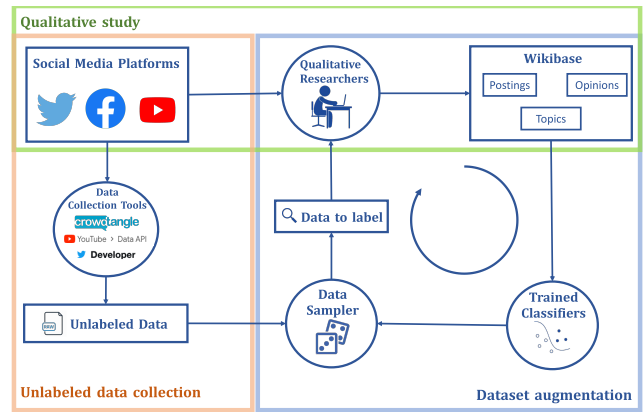 Qualitative study
Social Media Platforms
Qualitative
Researchers
Wikibase
Postings
Opinions
Topics
Data
Collection Tools
crowdtangle
YouTube > Data API
Developer
Data to label
RAW
Unlabeled Data
Data
Sampler
Trained
Classifiers
Unlabeled data collection
Dataset augmentation